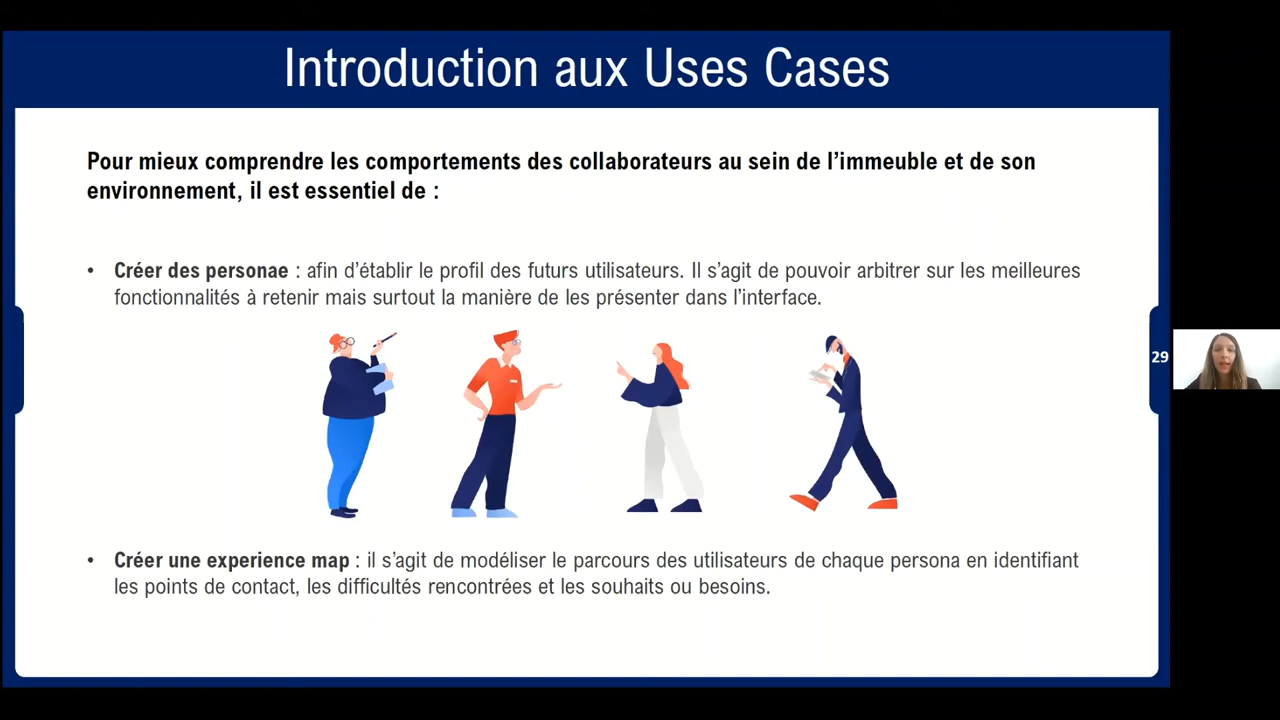 Introduction aux Uses Cases
Pour mieux comprendre les comportements des collaborateurs au sein de l’immeuble et de son
environnement, il est essentiel de :
• Créer des personae : afin d’établir le profil des futurs utilisateurs. Il s’agit de pouvoir arbitrer sur les meilleures
fonctionnalités à retenir mais surtout la manière de les présenter dans l’interface.
29
• Créer une experience map : il s’agit de modéliser le parcours des utilisateurs de chaque persona en identifiant
les points de contact, les difficultés rencontrées et les souhaits ou besoins.